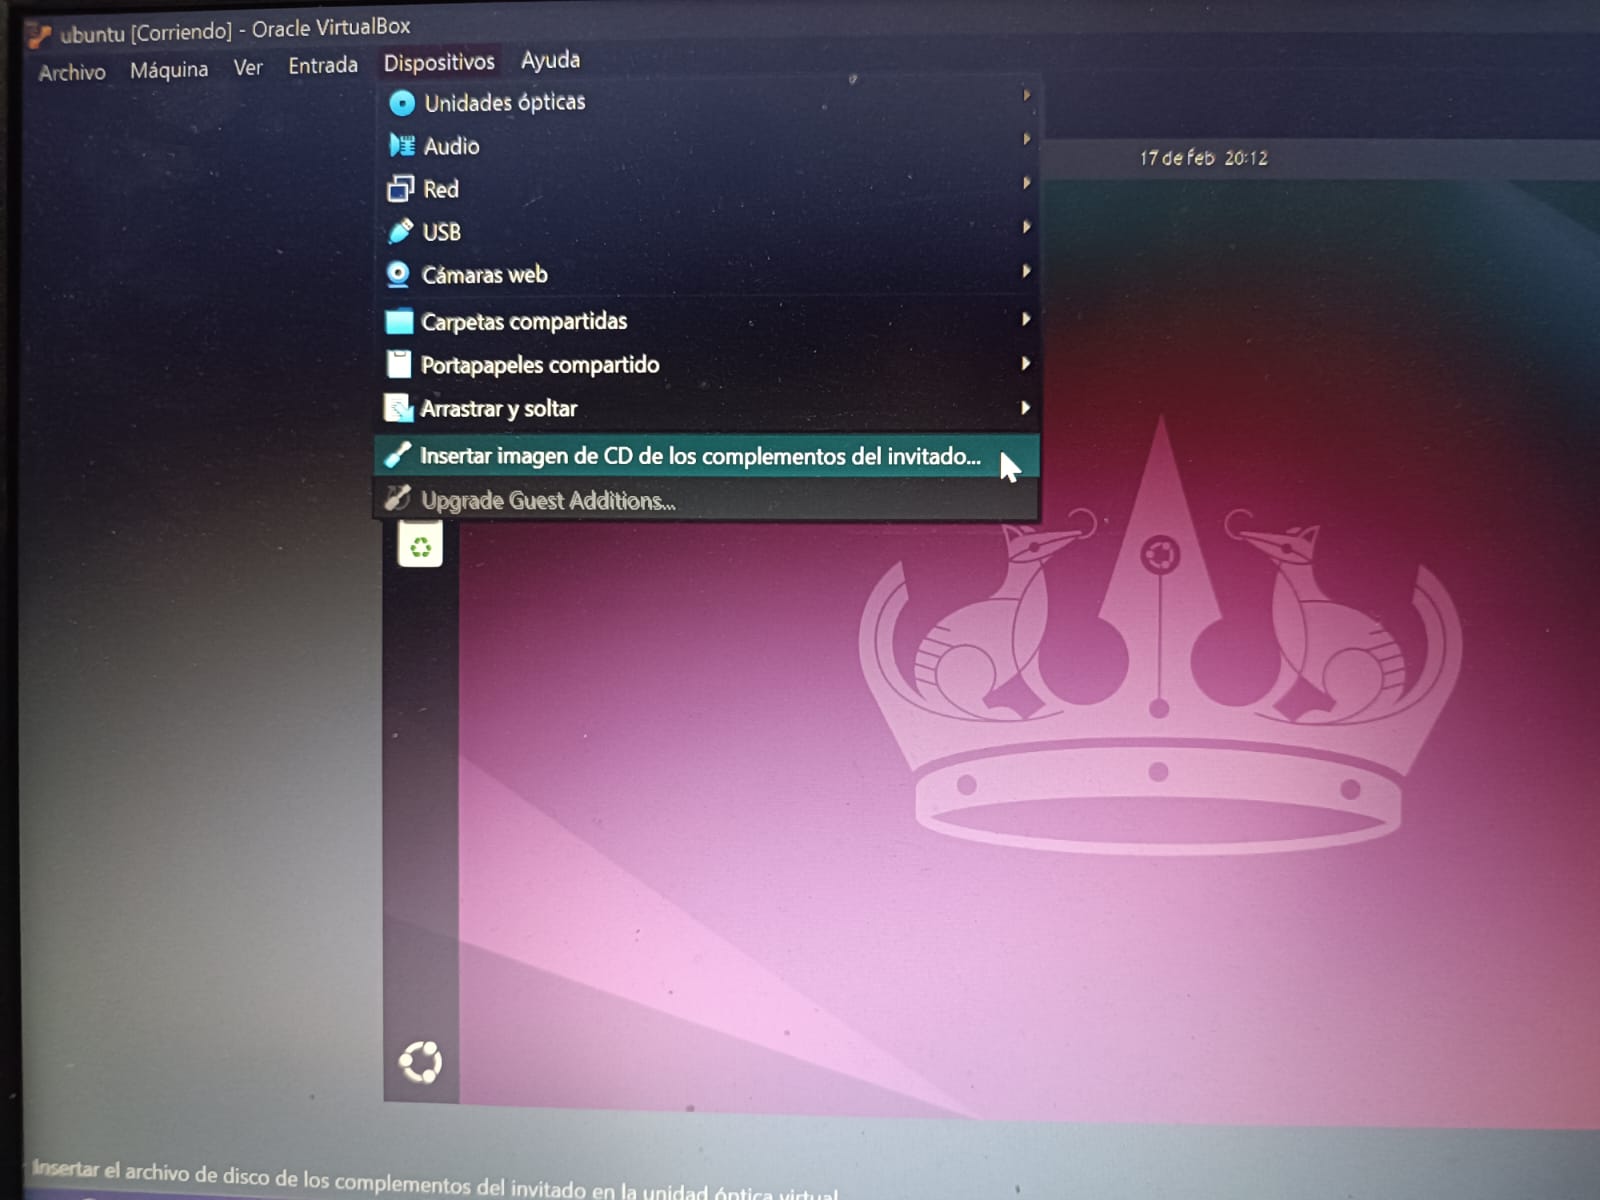 ubuntu [Corriendo] - Oracle VirtualBox
Archivo Máquina Ver Entrada Dispositivos Ayuda
Unidades ópticas
Audio
17 de feb 20:12
Red
USB
Cámaras web
Carpetas compartidas
Portapapeles compartido
Arrastrar y soltar
Insertar imagen de CD de los complementos del invitado...
Upgrade Guest Additions...
Insertar el archivo de disco de los complementos del invitado en la unidad óptica virtual